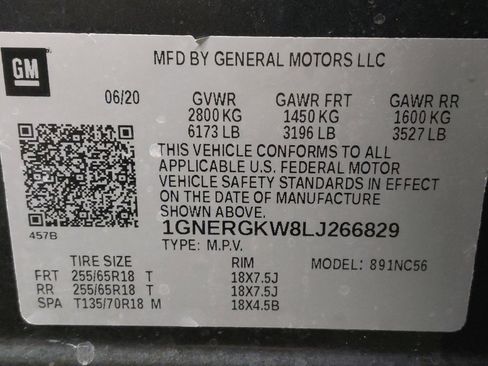 GM
MFD BY GENERAL MOTORS LLC
06/20 GVWR GAWR FRT GAWR RR
2800 KG 1450 KG 1600 KG
6173 LB 3196 LB 3527 LB
THIS VEHICLE CONFORMS TO ALL
APPLICABLE U.S. FEDERAL MOTOR
VEHICLE SAFETY STANDARDS IN EFFECT
ON THE DATE OF MANUFACTURE
SHOWN ABOVE.
457B 1GNERGKW8LJ266829
TYPE: M.P.V.
TIRE SIZE RIM MODEL: 891NC56
FRT 255/65R18 T 18X7.5J
RR 255/65R18 T 18X7.5J
SPA T135/70R18 M 18X4.5B